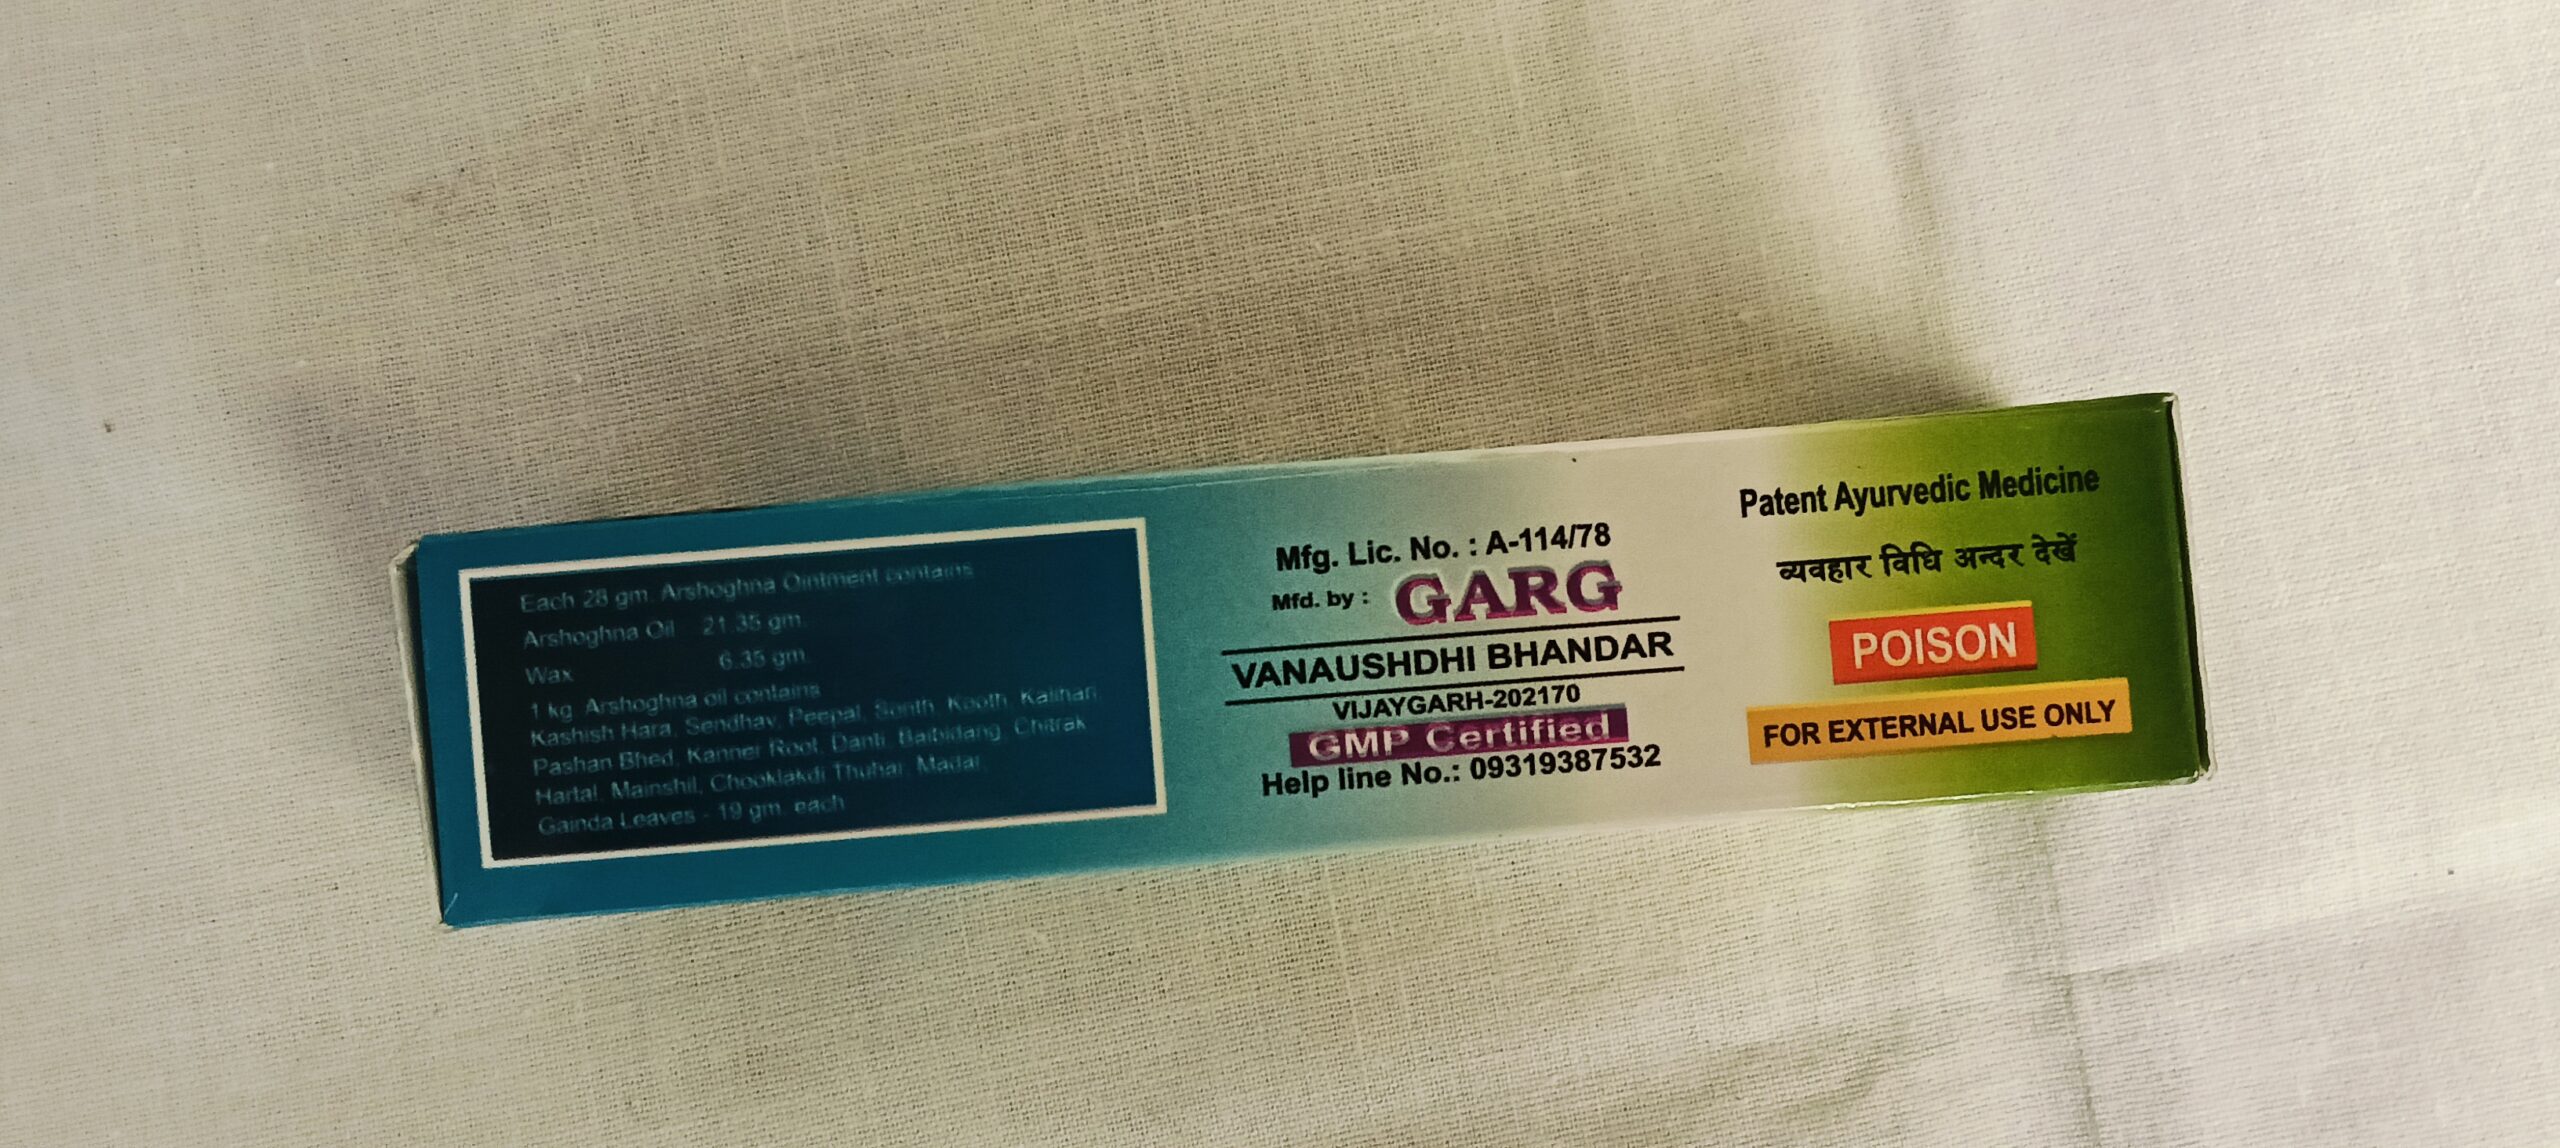 Each 28 gm. Arshoghna Ointment contains
Arshoghna Oil 21.35 gm.
Wax 6.35 gm.
1 kg. Arshoghna oil contains
Kashish Hara, Sendhav, Peepal, Sonth, Kooth, Kalihari,
Pashan Bhed, Kanner Root, Danti, Baibidang, Chitrak
Hartal, Mainshil, Chooklakdi Thuhar, Madar,
Gainda Leaves - 19 gm. each
Mfg. Lic. No. : A-114/78
Mfd. by : GARG
VANAUSHDHI BHANDAR
VIJAYGARH-202170
GMP Certified
Help line No.: 09319387532
Patent Ayurvedic Medicine
व्यवहार विधि अन्दर देखें
POISON
FOR EXTERNAL USE ONLY